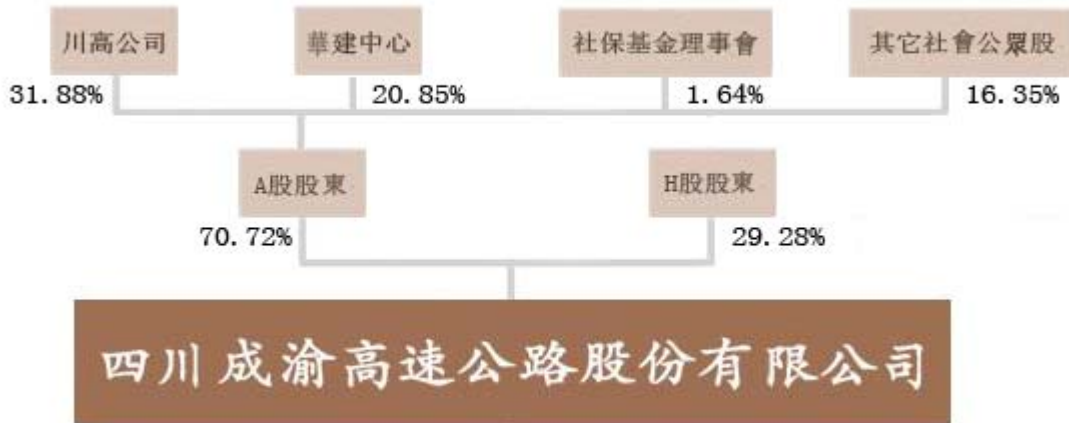 川高公司
華建中心
社保基金理事會
其它社會公眾股
31.88%
20.85%
1.64%
16.35%
A股股東
H股股東
70.72%
29.28%
四川成渝高速公路股份有限公司